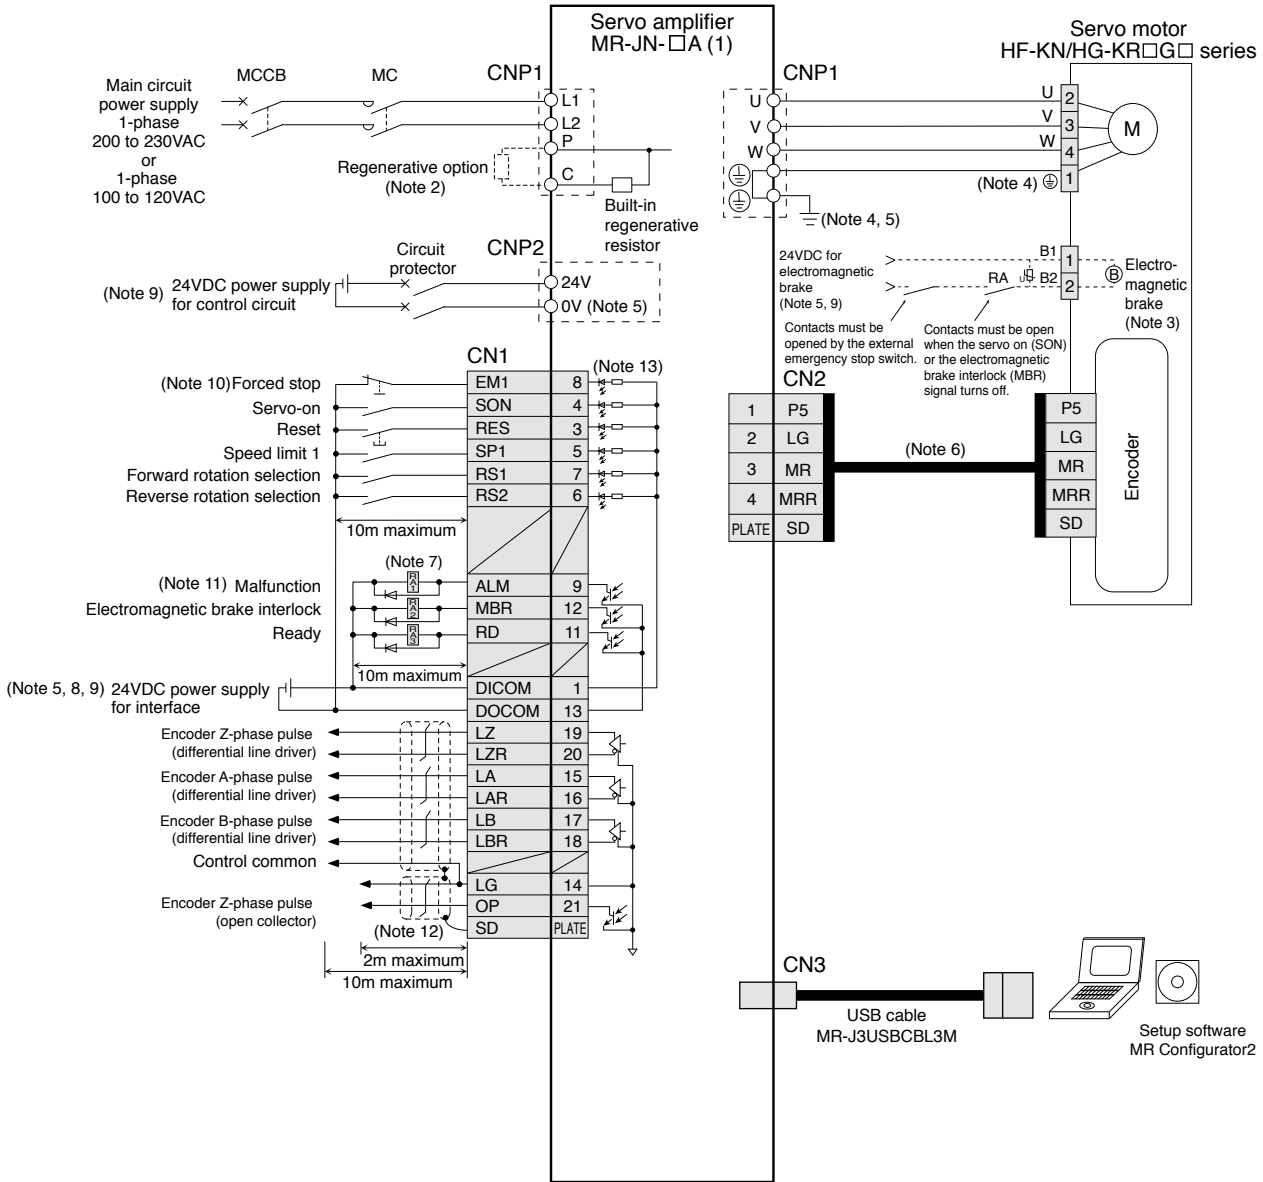 Servo amplifier
MR-JN-□A (1)
Servo motor
HF-KN/HG-KR□G□ series
Main circuit
power supply
1-phase
200 to 230VAC
or
1-phase
100 to 120VAC
MCCB
MC
CNP1
L1
L2
P
C
Regenerative option
(Note 2)
Built-in
regenerative
resistor
CNP2
Circuit
protector
(Note 9)
24VDC power supply
for control circuit
24V
0V (Note 5)
CNP1
U
V
W
U
V
W
2
3
4
1
M
(Note 4)
(Note 4, 5)
24VDC for
electromagnetic
brake
(Note 5, 9)
B1
B2
1
2
RA
U
B
Electro-
magnetic
brake
(Note 3)
Contacts must be
opened by the external
emergency stop switch.
Contacts must be open
when the servo on (SON)
or the electromagnetic
brake interlock (MBR)
signal turns off.
CN1
(Note 13)
(Note 10) Forced stop
EM1 8
Servo-on
SON 4
Reset
RES 3
Speed limit 1
SP1 5
Forward rotation selection
RS1 7
Reverse rotation selection
RS2 6
10m maximum
(Note 7)
(Note 11) Malfunction
RA1
ALM 9
Electromagnetic brake interlock
RA2
MBR 12
Ready
RA3
RD 11
10m maximum
(Note 5, 8, 9) 24VDC power supply
for interface
DICOM 1
DOCOM 13
Encoder Z-phase pulse
(differential line driver)
LZ 19
LZR 20
Encoder A-phase pulse
(differential line driver)
LA 15
LAR 16
Encoder B-phase pulse
(differential line driver)
LB 17
LBR 18
Control common
LG 14
Encoder Z-phase pulse
(open collector)
OP 21
SD PLATE
(Note 12)
2m maximum
10m maximum
CN2
1 P5
2 LG
3 MR
4 MRR
PLATE SD
(Note 6)
P5
LG
MR
MRR
SD
Encoder
CN3
USB cable
MR-J3USBCBL3M
Setup software
MR Configurator2